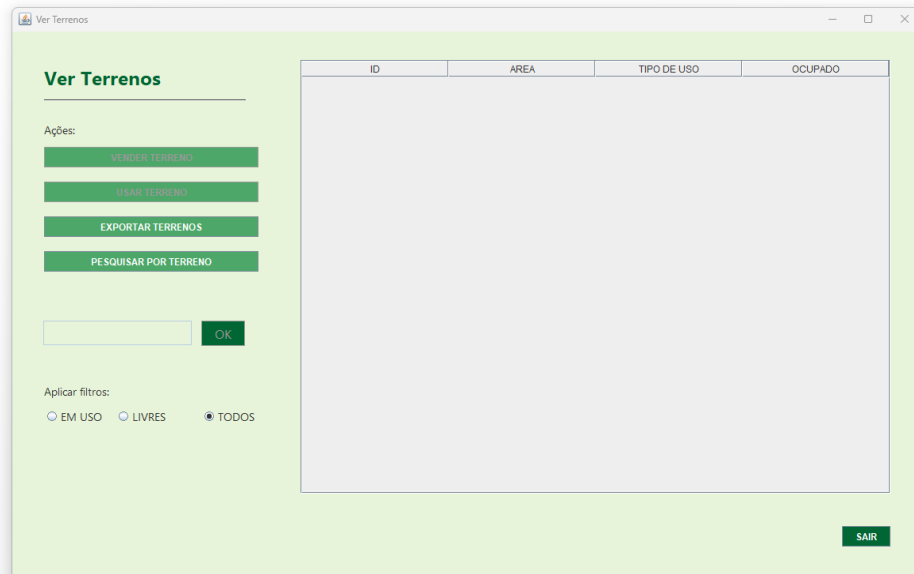 Ver Terrenos
Ver Terrenos
Ações:
VENDER TERRENO
USAR TERRENO
EXPORTAR TERRENOS
PESQUISAR POR TERRENO
OK
Aplicar filtros:
EM USO LIVRES TODOS
ID AREA TIPO DE USO OCUPADO
SAIR